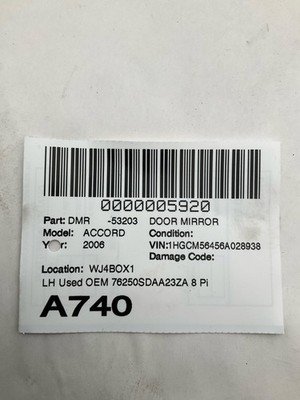 0000005920
Part: DMR -53203 DOOR MIRROR
Model: ACCORD Condition:
Year: 2006 VIN:1HGCM56456A028938
Damage Code:
Location: WJ4BOX1
LH Used OEM 76250SDAA23ZA 8 Pi
A740